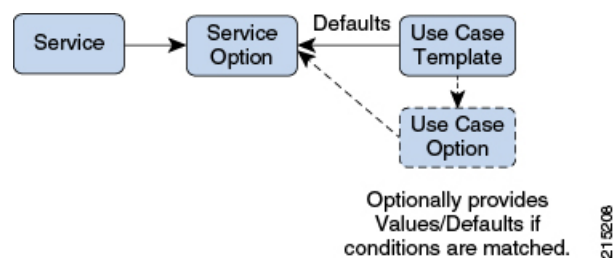 Service
Service
Option
Defaults
Use Case
Template
Use Case
Option
Optionally provides
Values/Defaults if
conditions are matched.
215208